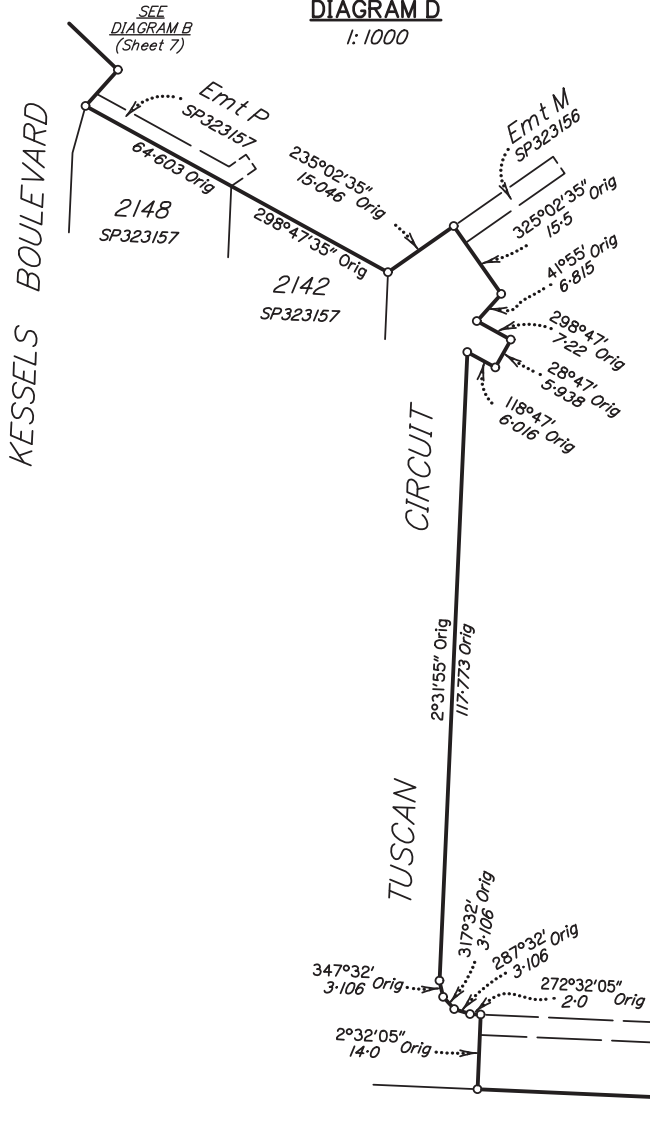 SEE
DIAGRAM B
(Sheet 7)
DIAGRAM D
1: 1000
Emt P
SP323157
64·603 Orig
298°47'35" Orig
2148
SP323157
2142
SP323157
235°02'35"
15·046 Orig
Emt M
SP323156
325°02'35" Orig
15·5
41°55' Orig
6·815
298°47' Orig
7·22
28°47' Orig
5·938
118°47' Orig
6·016
KESSELS BOULEVARD
TUSCAN CIRCUIT
2°31'55" Orig
117·773 Orig
347°32' Orig
3·106
317°32' Orig
3·106
287°32' Orig
3·106
272°32'05" Orig
2·0
2°32'05" Orig
14·0